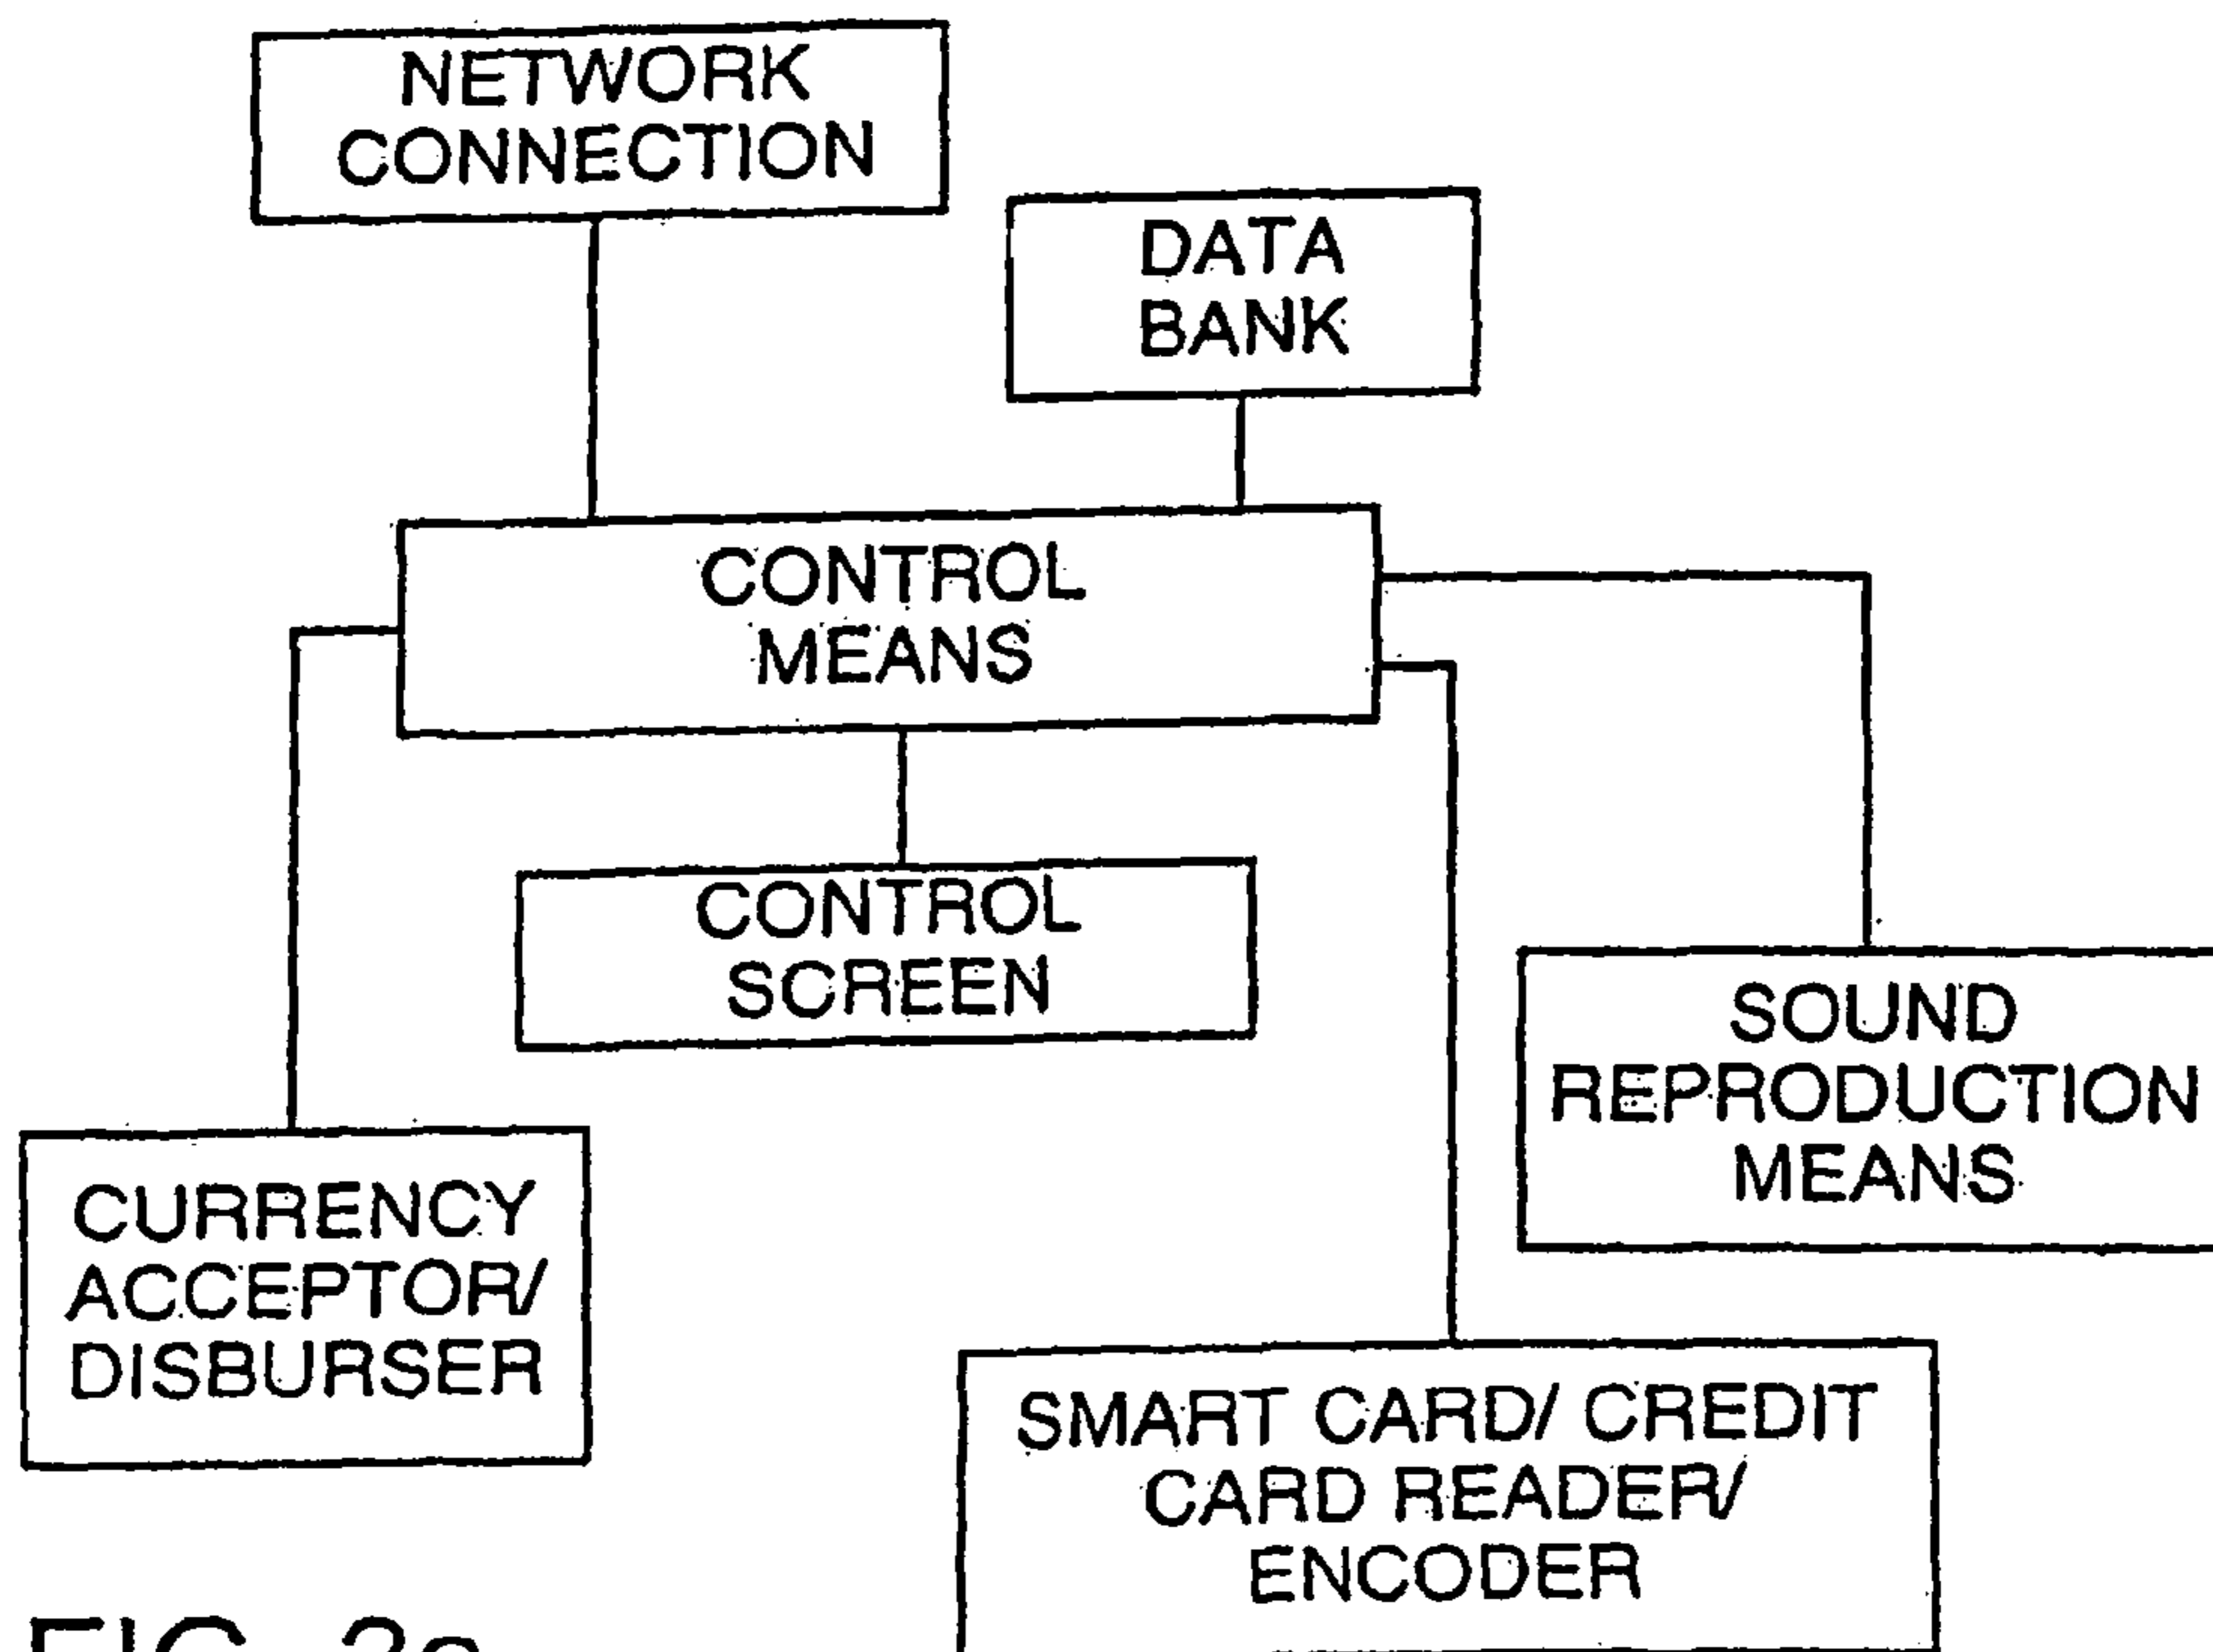 NETWORK
CONNECTION
DATA
BANK
CONTROL
MEANS
CONTROL
SCREEN
SOUND
REPRODUCTION
MEANS
CURRENCY
ACCEPTOR/
DISBURSER
SMART CARD/ CREDIT
CARD READER/
ENCODER